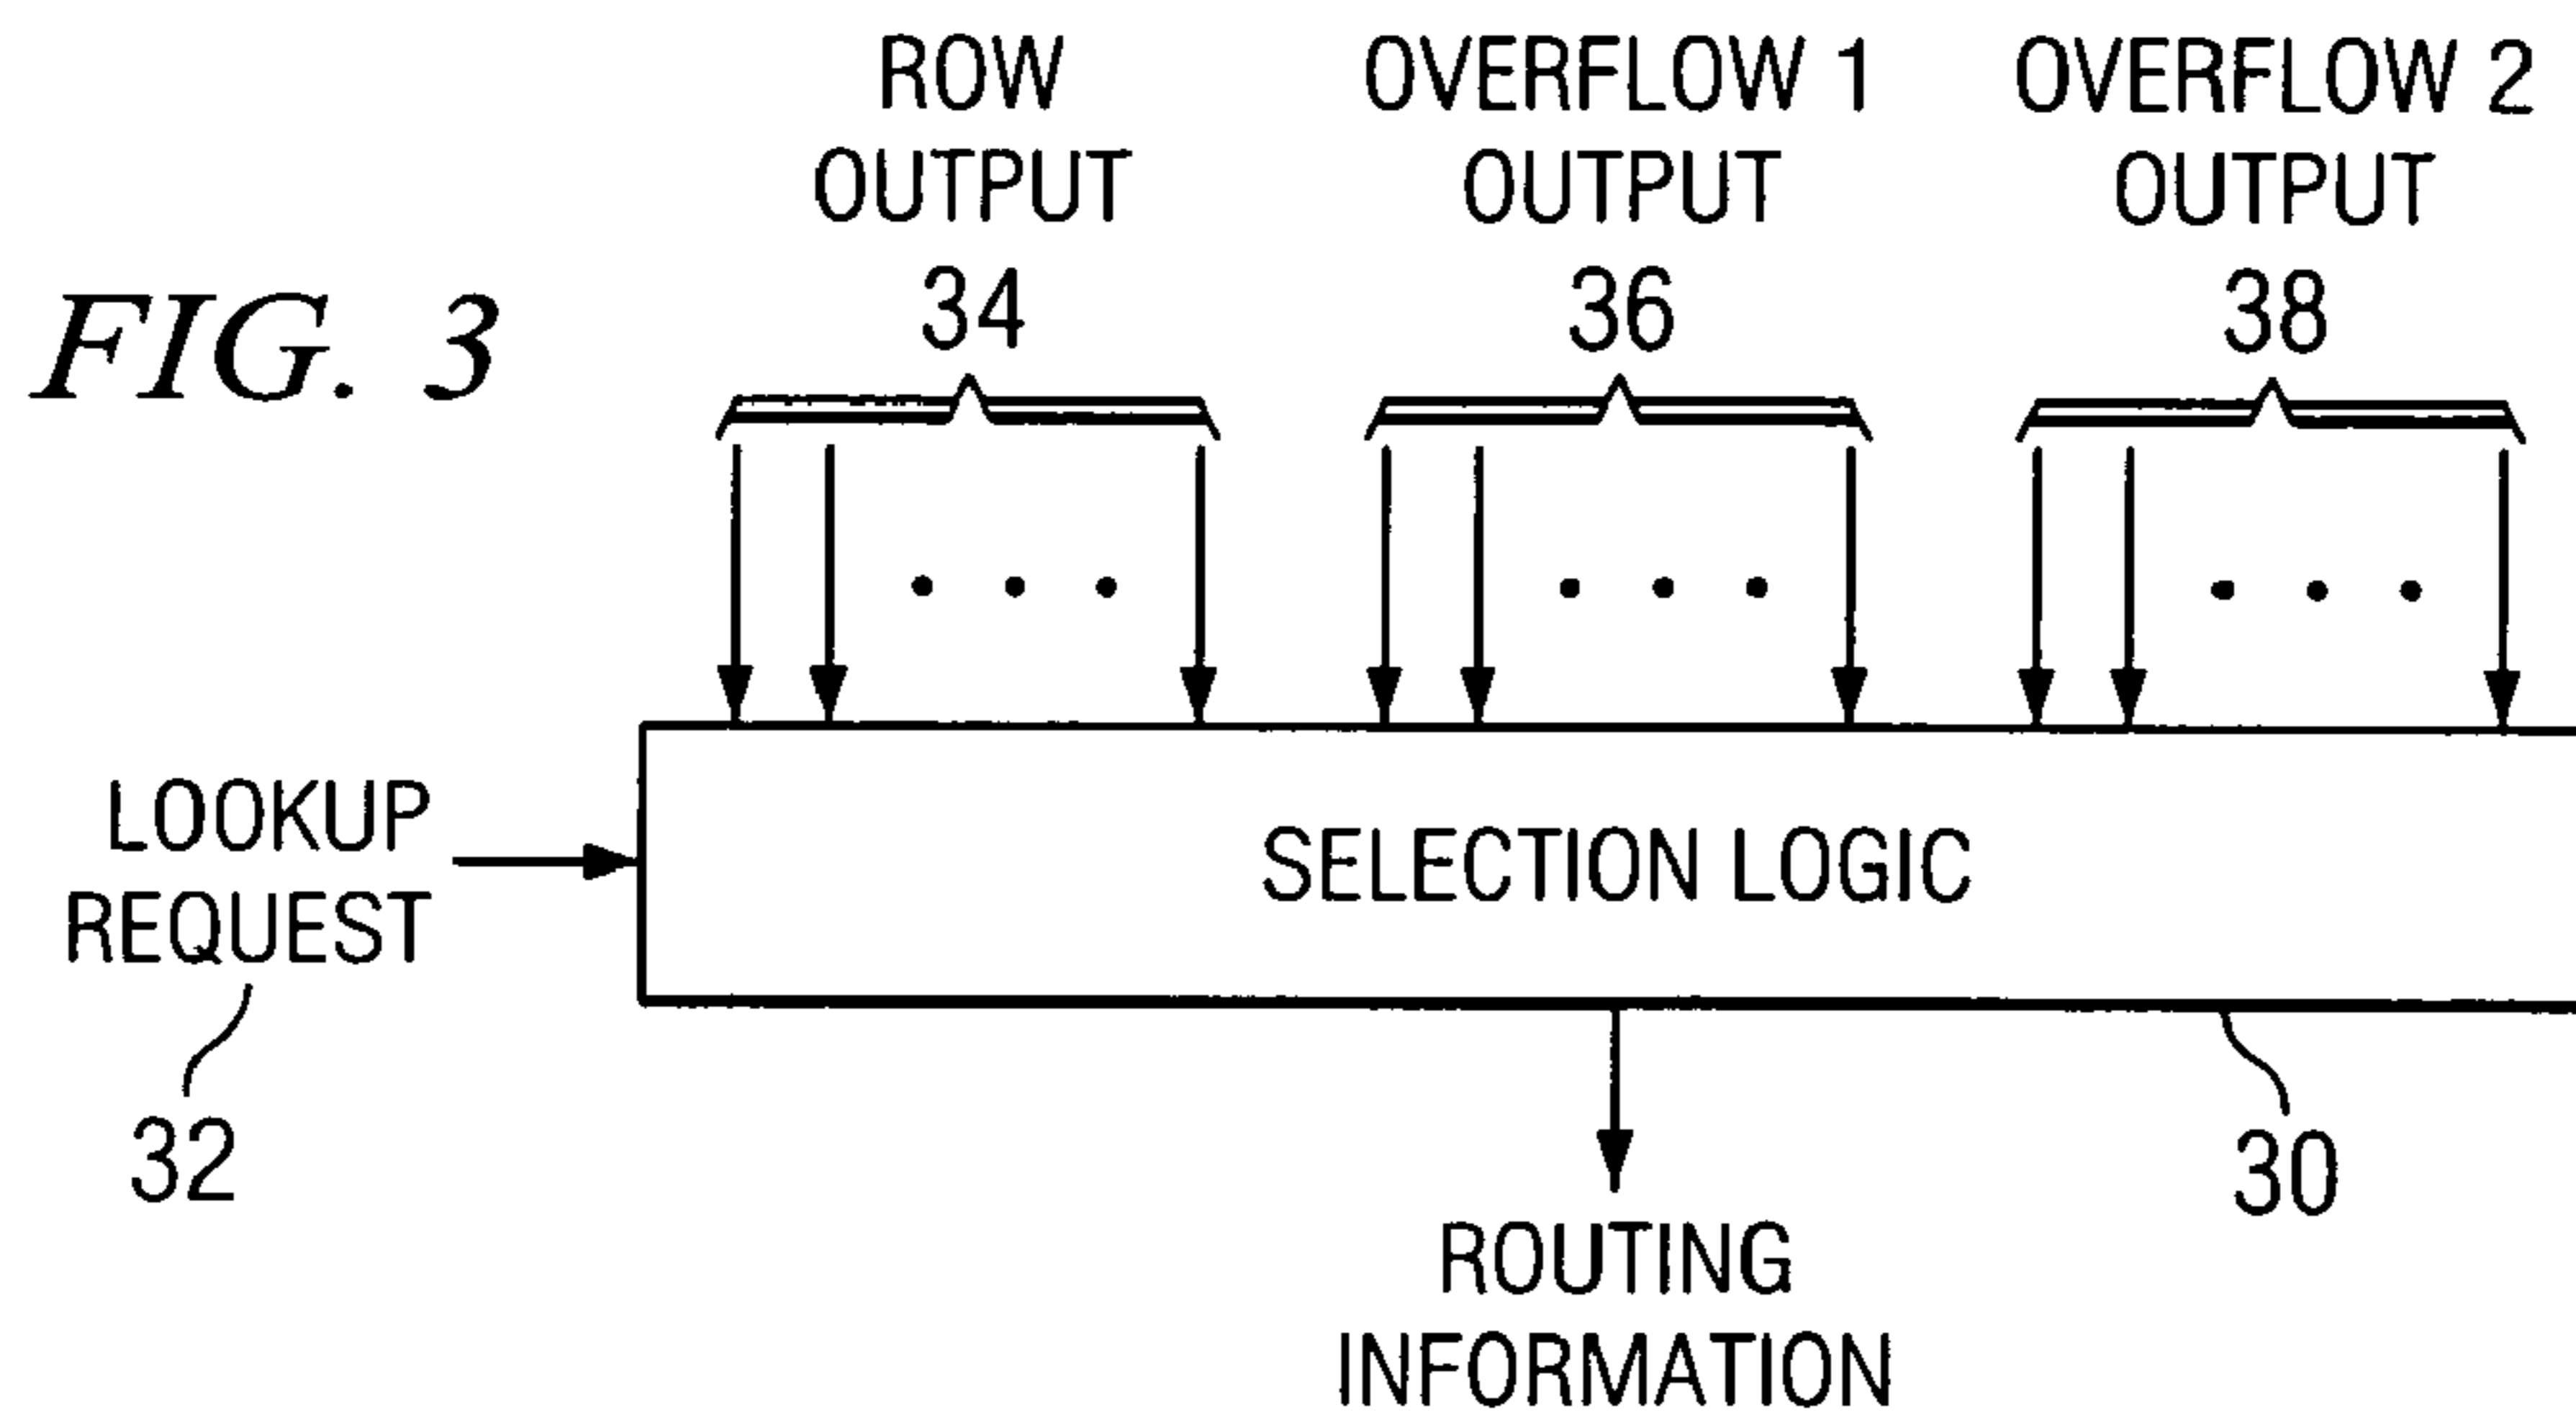 FIG. 3
ROW
OUTPUT
34
OVERFLOW 1
OUTPUT
36
OVERFLOW 2
OUTPUT
38
LOOKUP
REQUEST
32
SELECTION LOGIC
30
ROUTING
INFORMATION